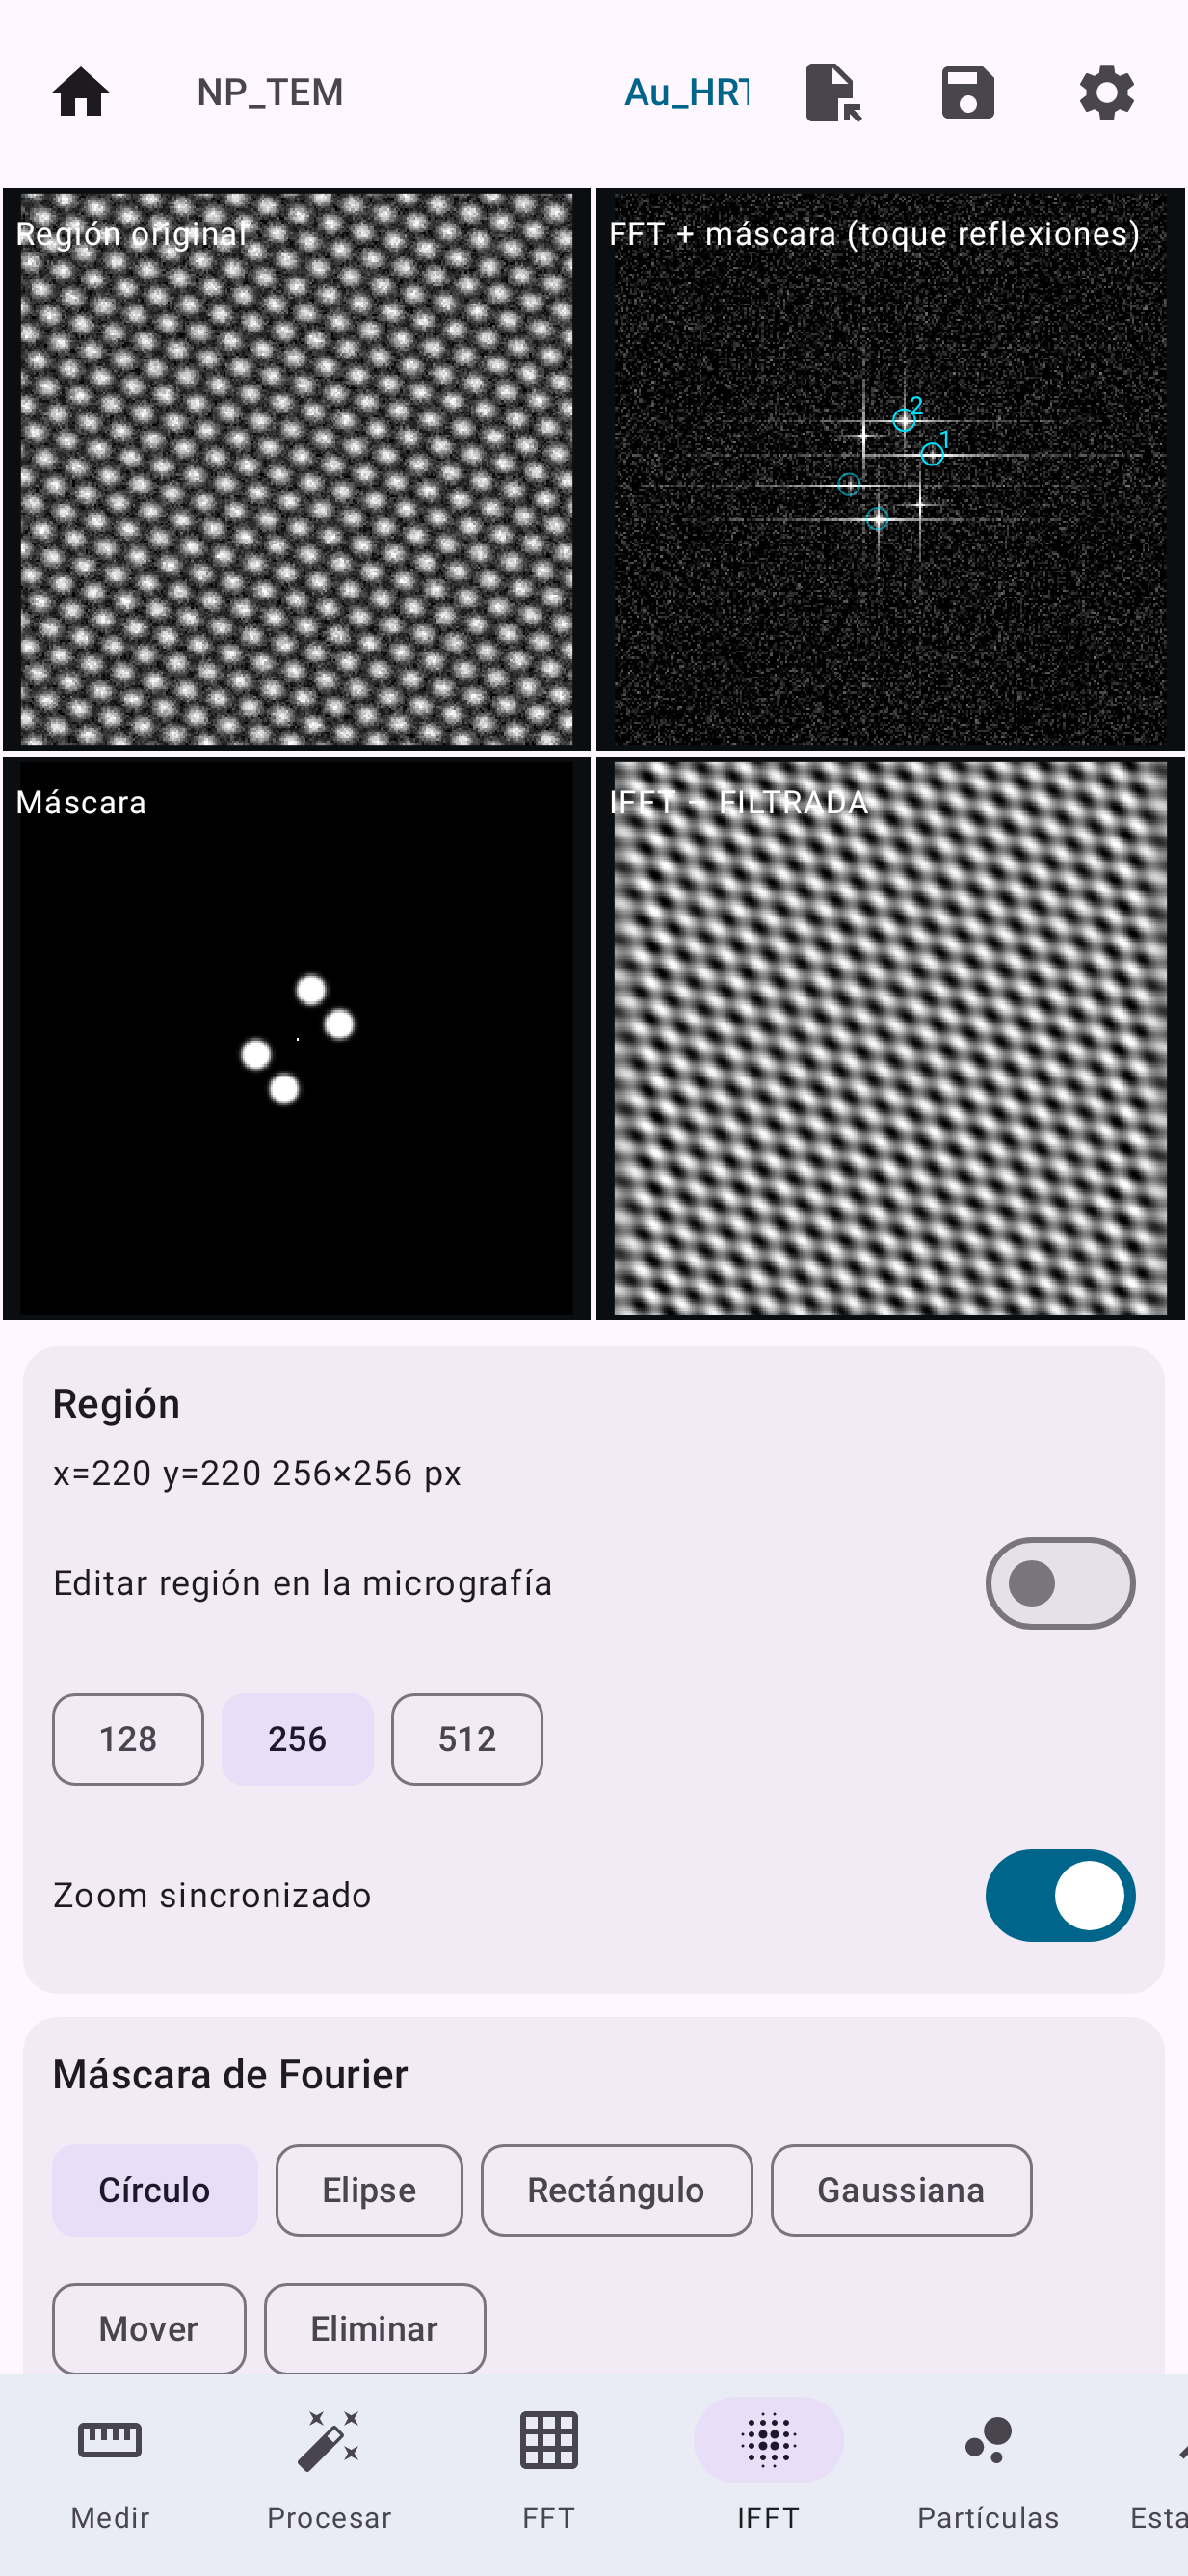 NP_TEM
Au_HRT
Región original
FFT + máscara (toque reflexiones)
2
1
Máscara
IFFT – FILTRADA
Región
x=220 y=220 256×256 px
Editar región en la micrografía
128 256 512
Zoom sincronizado
Máscara de Fourier
Círculo Elipse Rectángulo Gaussiana
Mover Eliminar
Medir Procesar FFT IFFT Partículas Esta